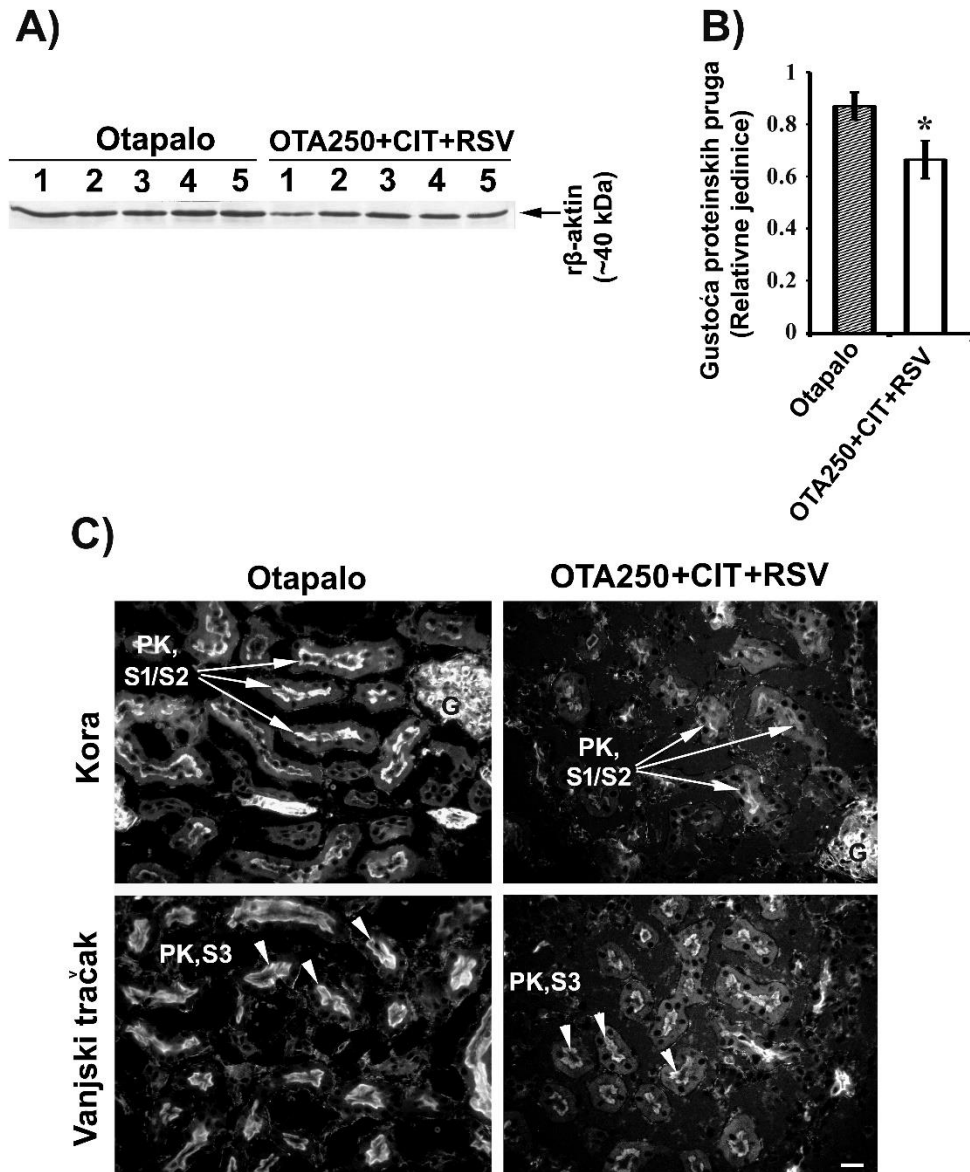 A)
Otapalo OTA250+CIT+RSV
1 2 3 4 5 1 2 3 4 5
rβ-aktin
(~40 kDa)
B)
Gustoća proteinskih pruga
(Relativne jedinice)
1
0.8
0.6
0.4
0.2
0
*
Otapalo
OTA250+CIT+RSV
C)
Otapalo OTA250+CIT+RSV
Kora
PK,
S1/S2
G
PK,
S1/S2
G
Vanjski tračak
PK,S3
PK,S3